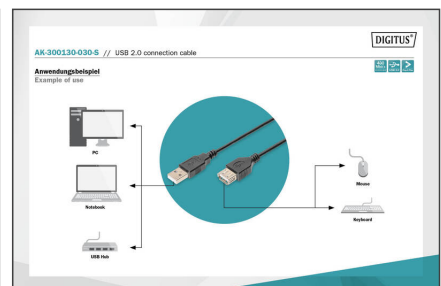 DIGITUS®
AK-300130-030-S // USB 2.0 connection cable
Anwendungsbeispiel
Example of use
PC
Notebook
USB Hub
Mouse
Keyboard